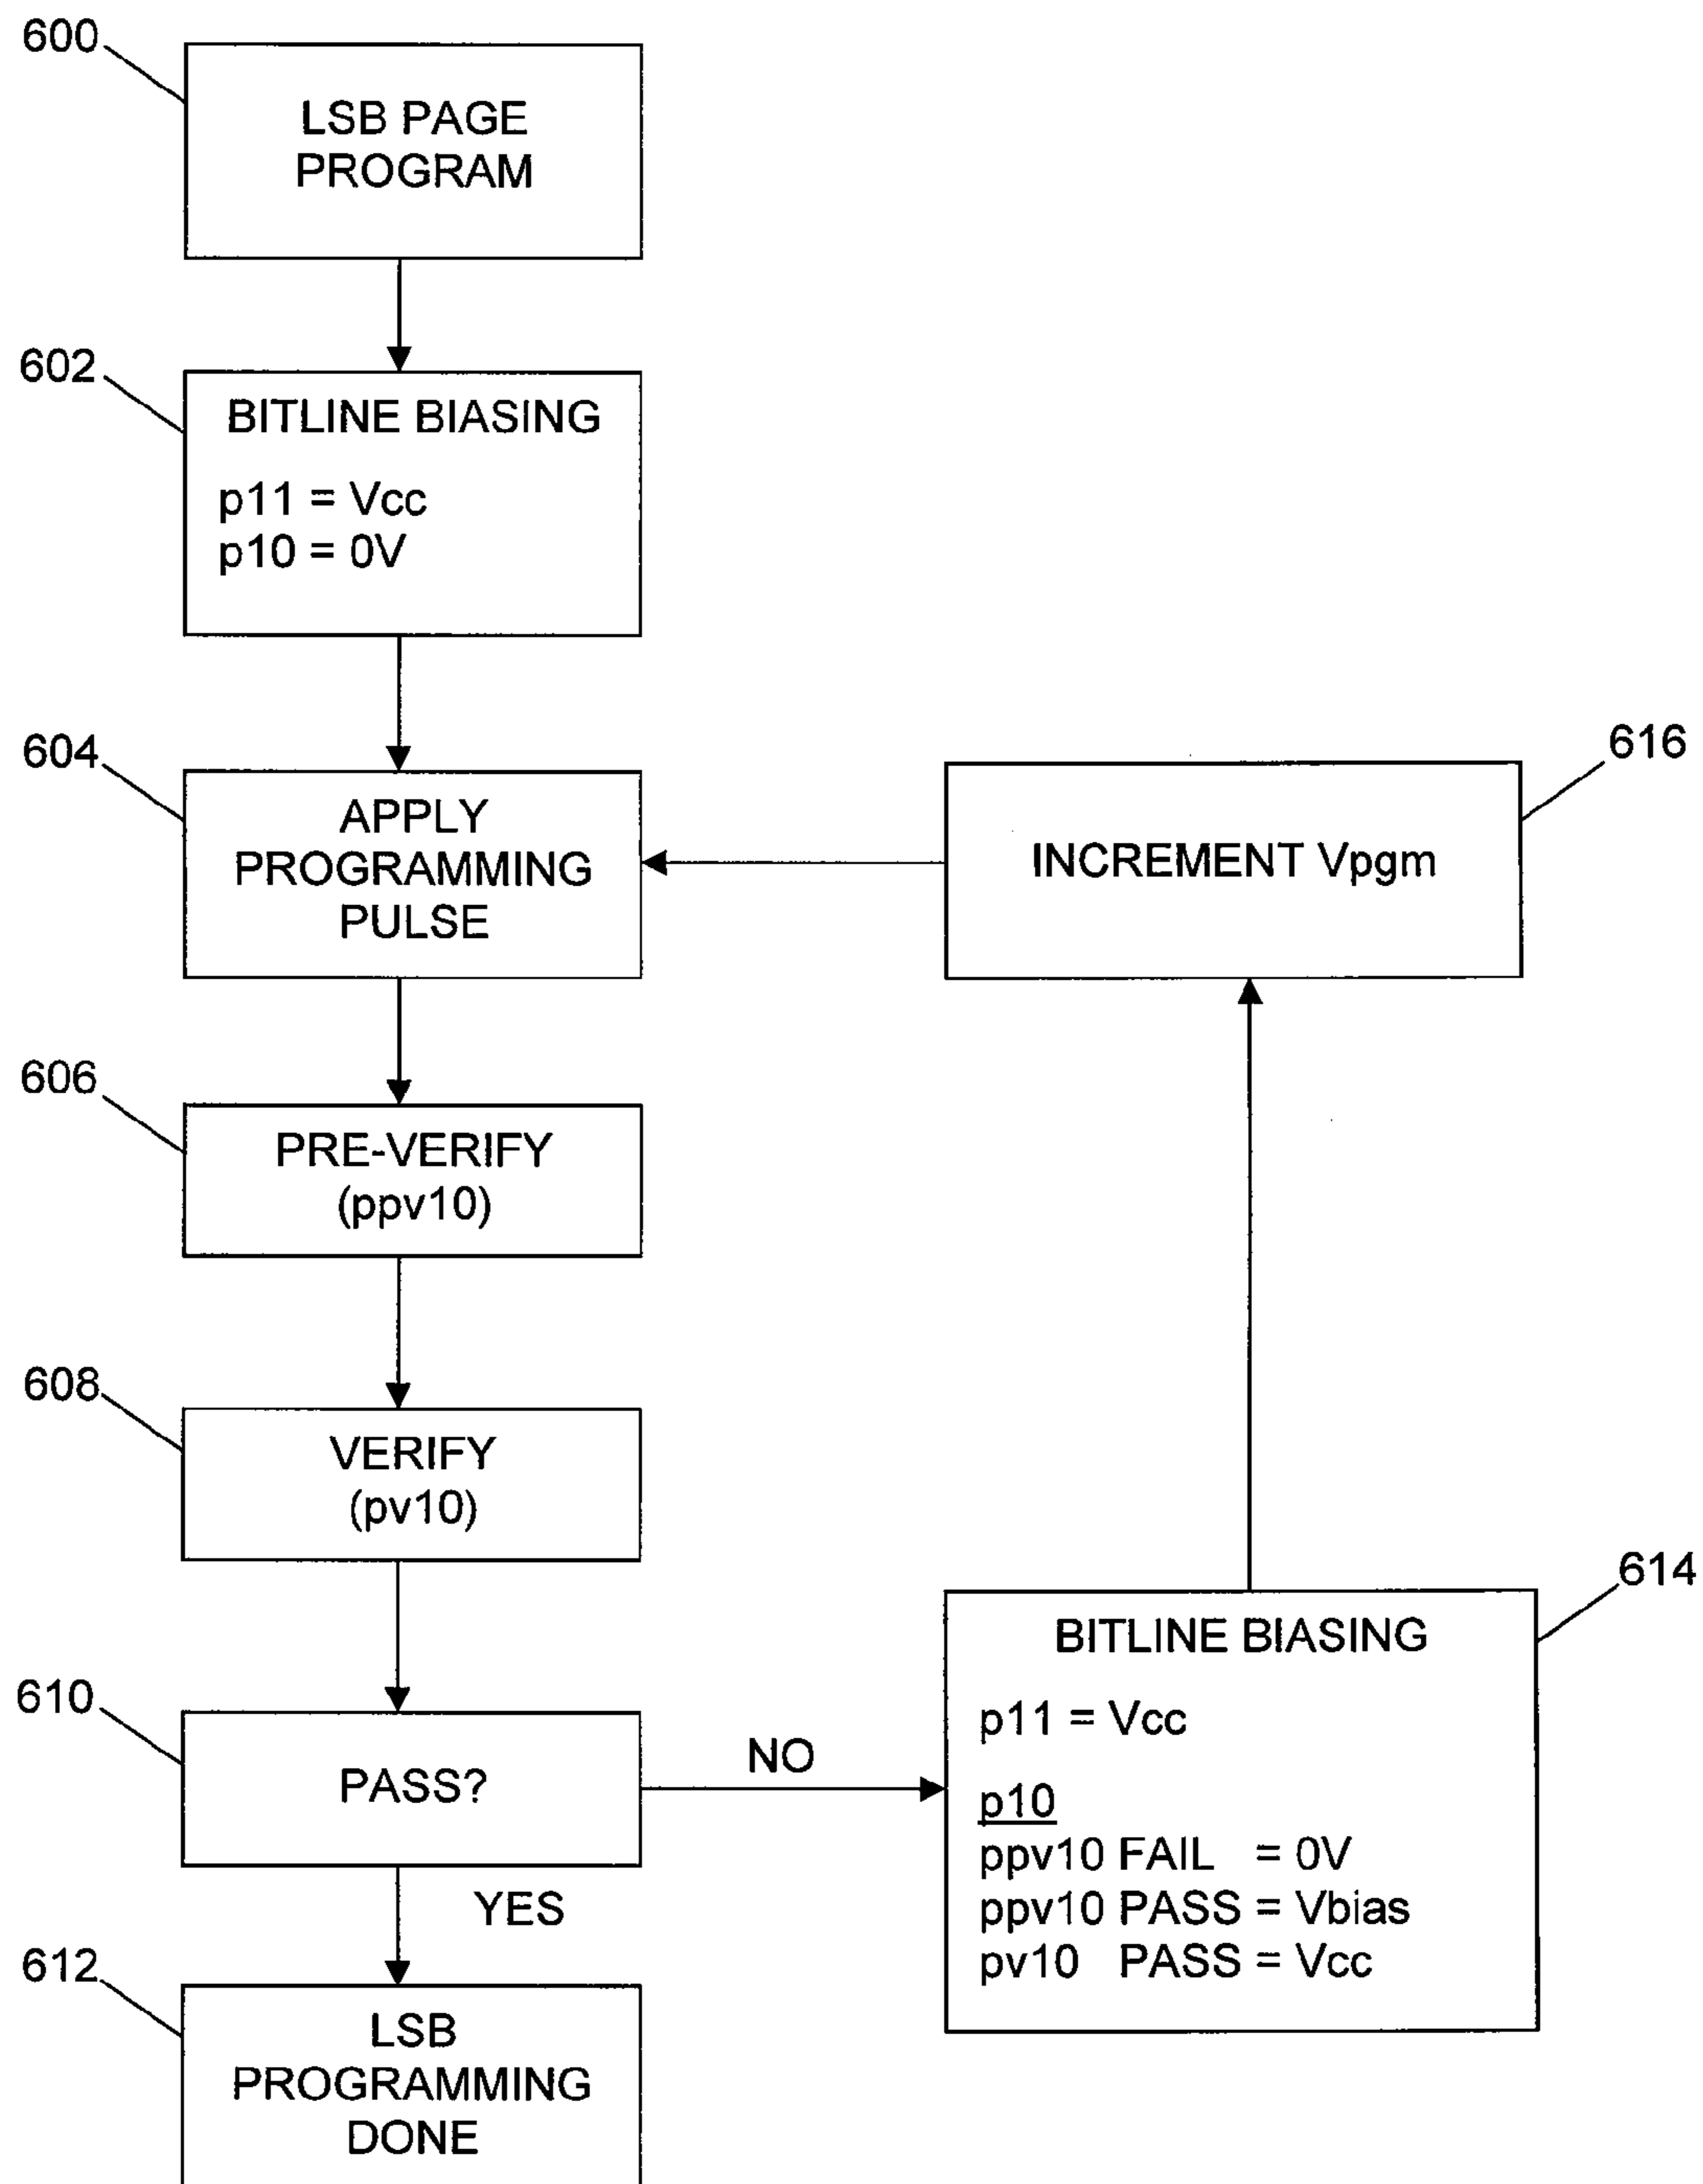 600
LSB PAGE
PROGRAM
602
BITLINE BIASING
p11 = Vcc
p10 = 0V
604
APPLY
PROGRAMMING
PULSE
616
INCREMENT Vpgm
606
PRE-VERIFY
(ppv10)
608
VERIFY
(pv10)
610
PASS?
NO
YES
614
BITLINE BIASING
p11 = Vcc
p10
ppv10 FAIL = 0V
ppv10 PASS = Vbias
pv10 PASS = Vcc
612
LSB
PROGRAMMING
DONE